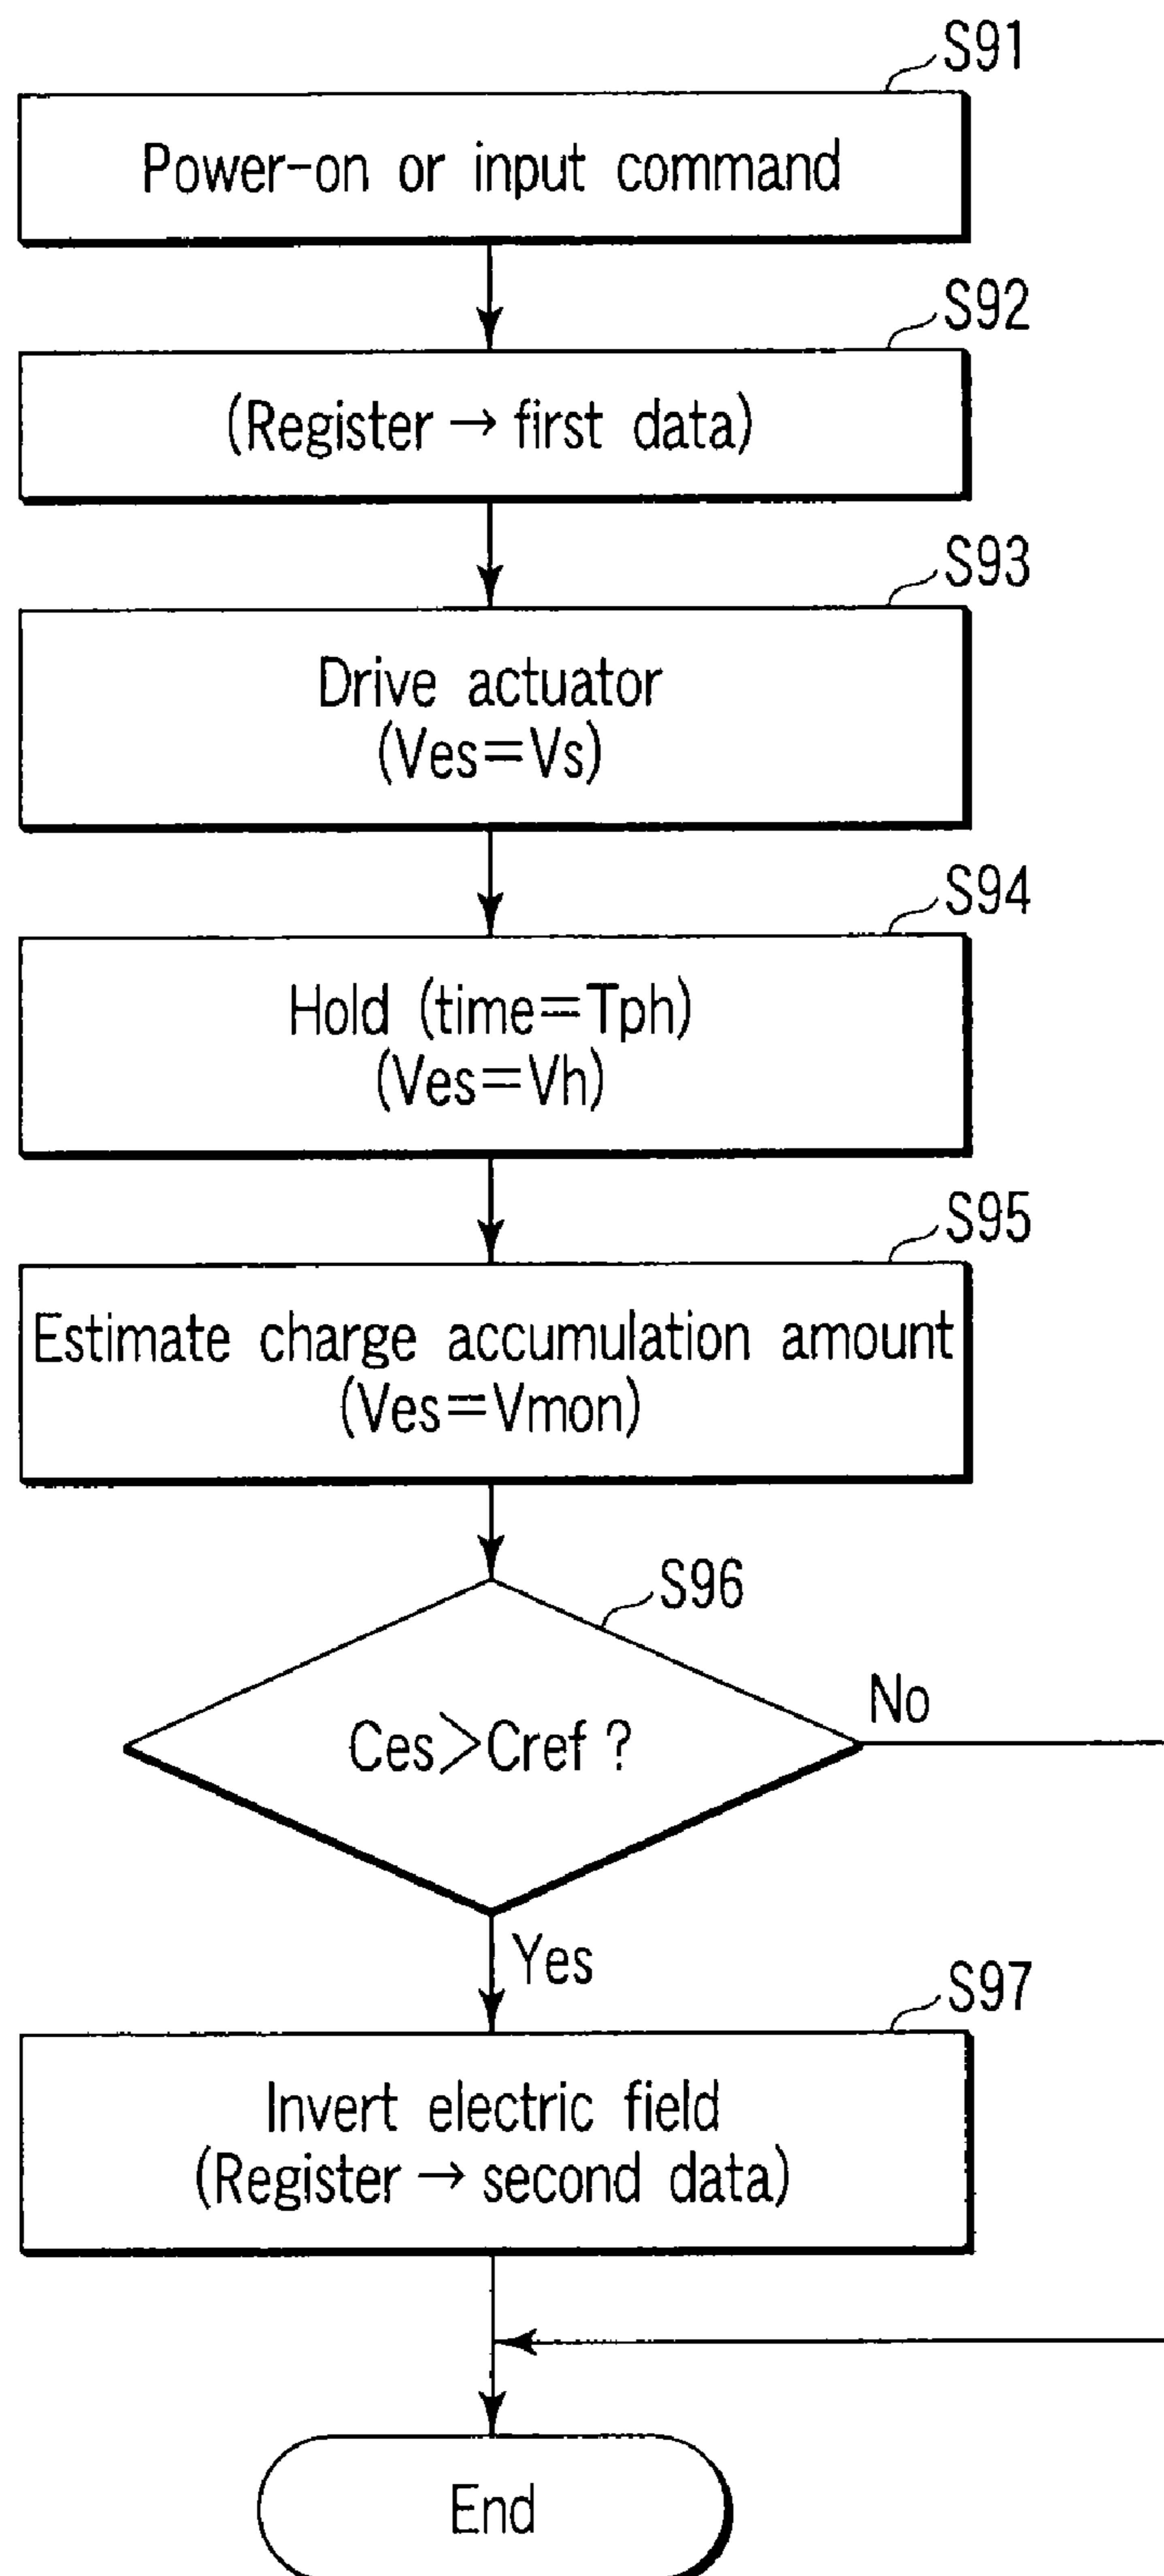 S91
Power-on or input command
S92
(Register → first data)
S93
Drive actuator
(Ves=Vs)
S94
Hold (time=Tph)
(Ves=Vh)
S95
Estimate charge accumulation amount
(Ves=Vmon)
S96
Ces>Cref ?
No
Yes
S97
Invert electric field
(Register → second data)
End